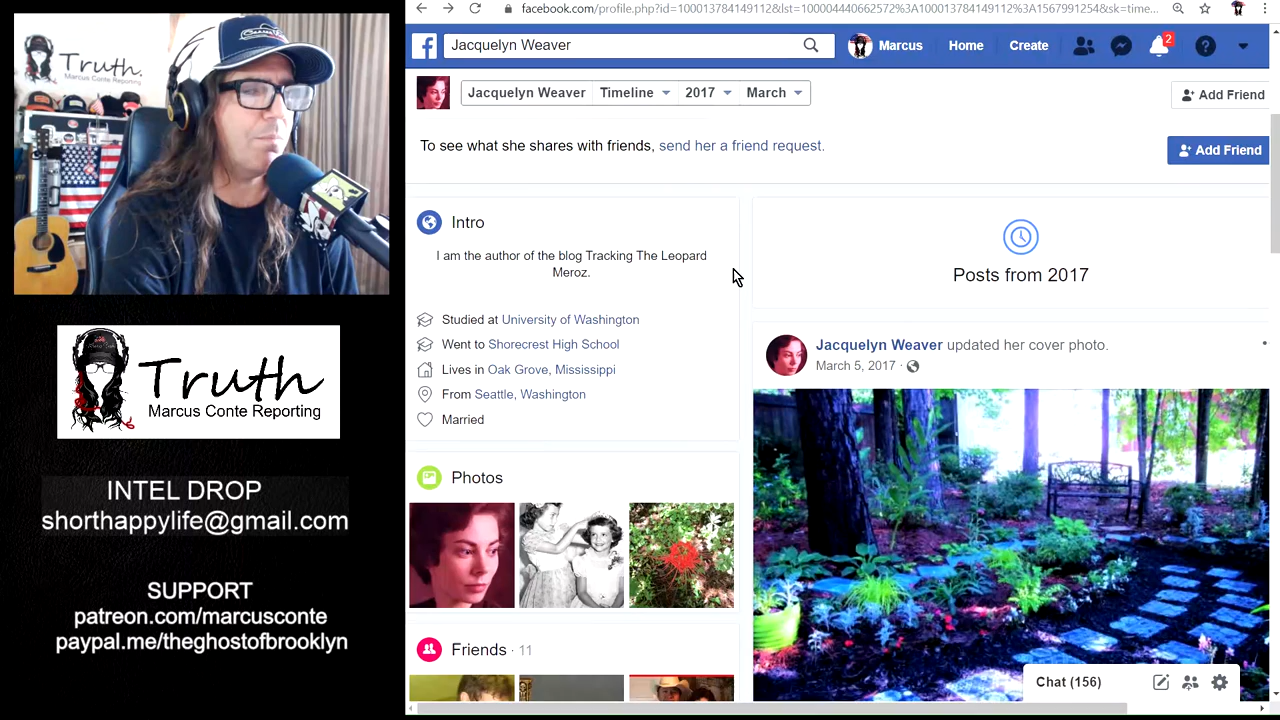 Truth.
Marcus Conte Reporting
Truth
Marcus Conte Reporting
INTEL DROP
shorthappylife@gmail.com
SUPPORT
patreon.com/marcusconte
paypal.me/theghostofbrooklyn
facebook.com/profile.php?id=100013784149112&lst=100004440662572%3A100013784149112%3A1567991254&sk=time...
Jacquelyn Weaver
Marcus
Home
Create
2
Jacquelyn Weaver
Timeline
2017
March
Add Friend
To see what she shares with friends, send her a friend request.
Add Friend
Intro
I am the author of the blog Tracking The Leopard
Meroz.
Studied at University of Washington
Went to Shorecrest High School
Lives in Oak Grove, Mississippi
From Seattle, Washington
Married
Photos
Friends · 11
Posts from 2017
Jacquelyn Weaver updated her cover photo.
March 5, 2017 ·
Chat (156)